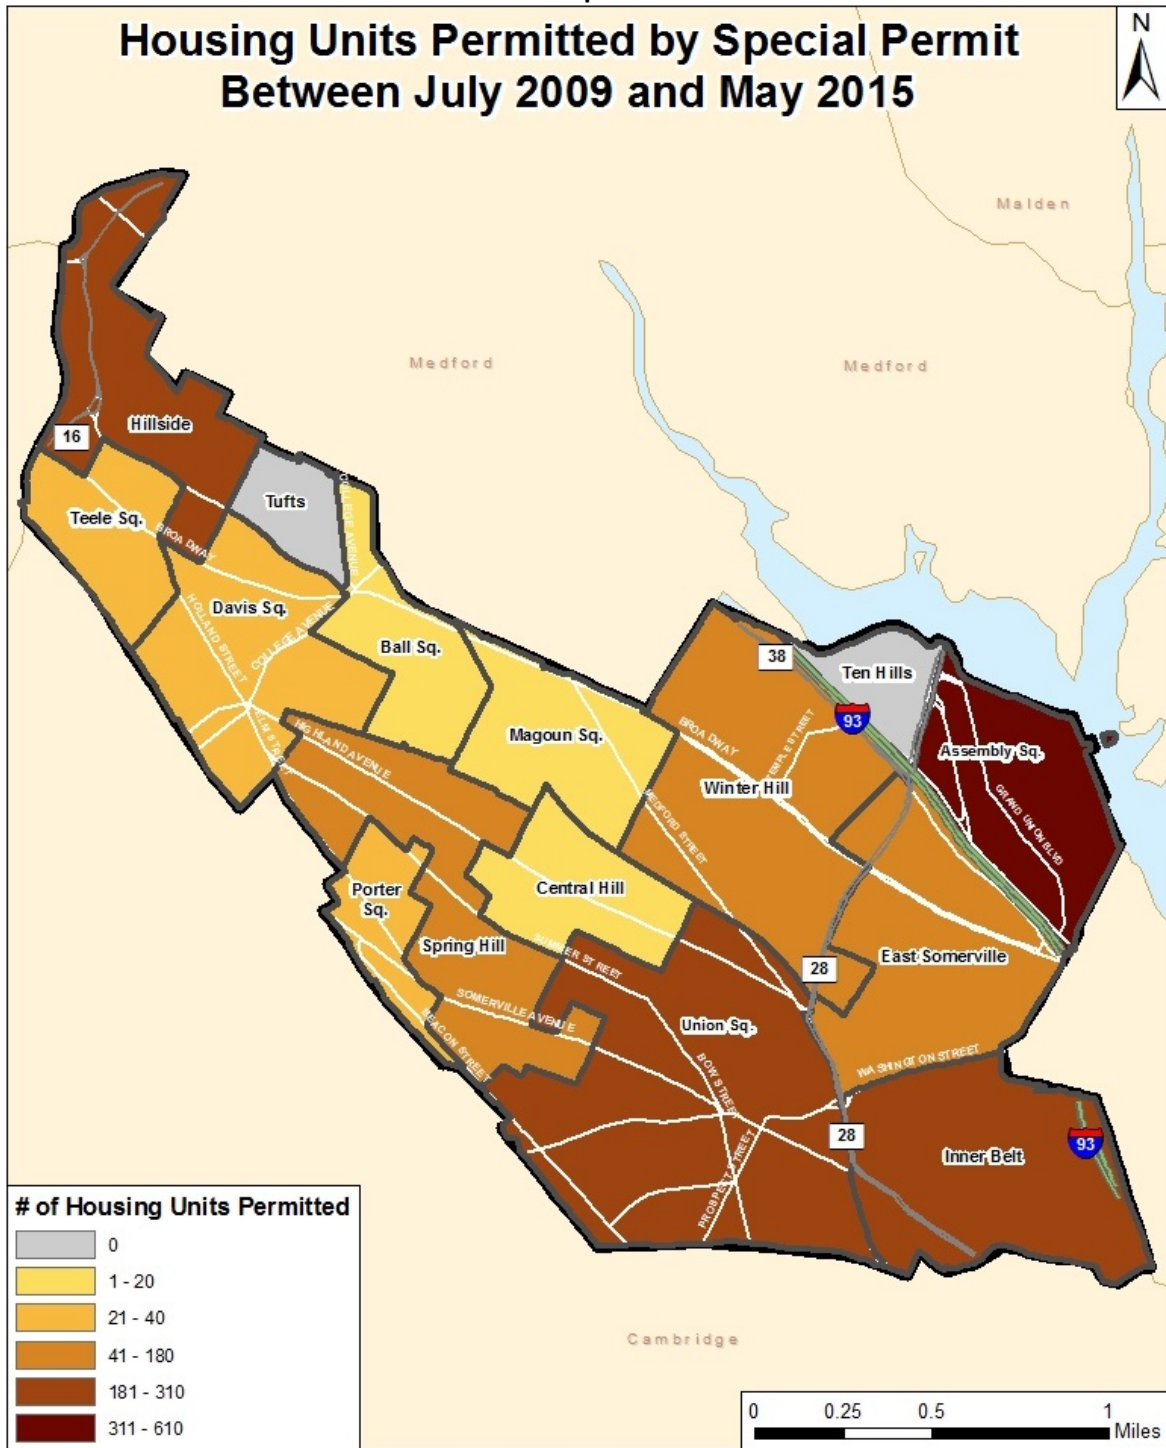 Housing Units Permitted by Special Permit
Between July 2009 and May 2015
N
Malden
Medford
Medford
Hillside
16
Tufts
COLLEGE AVENUE
Teele Sq.
BROADWAY
Davis Sq.
HOLLAND STREET
COLLEGE AVENUE
Ball Sq.
38
Ten Hills
93
ELM STREET
HIGHLAND AVENUE
Magoun Sq.
BROADWAY
TEMPLE STREET
Assembly Sq.
Winter Hill
GRAND UNION BLVD
MEDFORD STREET
Porter
Sq.
Central Hill
Spring Hill
SUMMER STREET
East Somerville
28
SOMERVILLE AVENUE
BEACON STREET
Union Sq.
BOW STREET
WASHINGTON STREET
28
93
Inner Belt
PROSPECT STREET
# of Housing Units Permitted
0
1 - 20
21 - 40
41 - 180
181 - 310
311 - 610
Cambridge
0 0.25 0.5 1
Miles